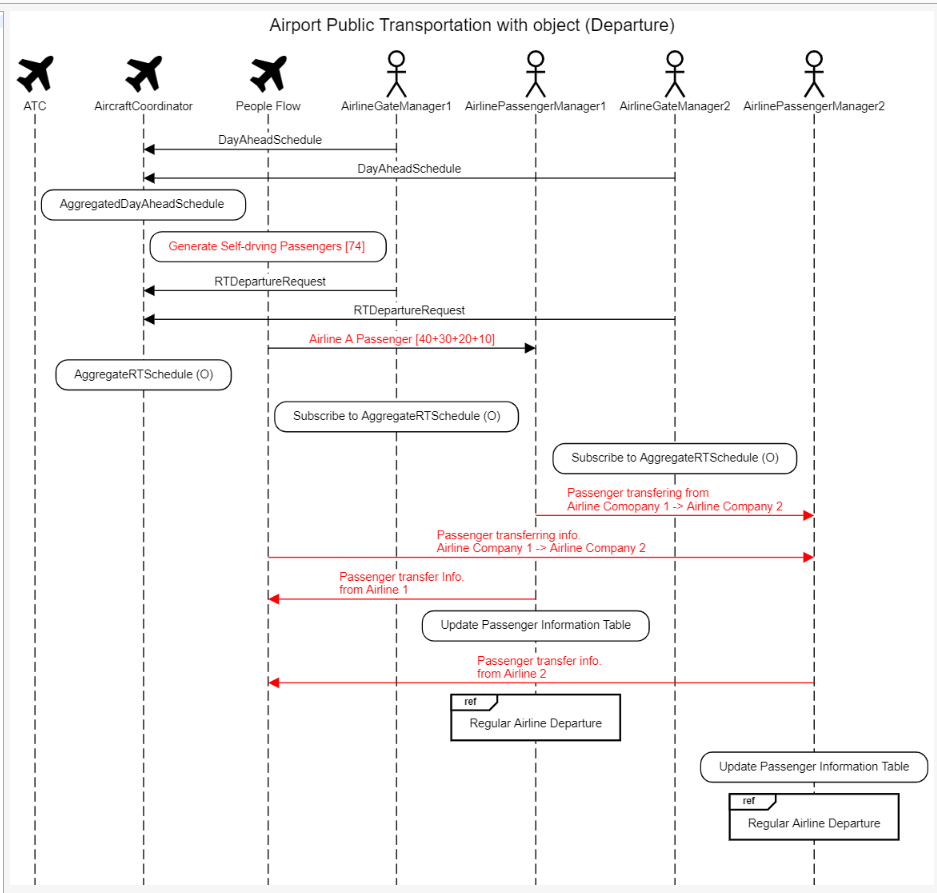 Airport Public Transportation with object (Departure)
ATC
AircraftCoordinator
People Flow
AirlineGateManager1
AirlinePassengerManager1
AirlineGateManager2
AirlinePassengerManager2
DayAheadSchedule
DayAheadSchedule
AggregatedDayAheadSchedule
Generate Self-drving Passengers [74]
RTDepartureRequest
RTDepartureRequest
Airline A Passenger [40+30+20+10]
AggregateRTSchedule (O)
Subscribe to AggregateRTSchedule (O)
Subscribe to AggregateRTSchedule (O)
Passenger transfering from
Airline Comopany 1 -> Airline Company 2
Passenger transferring info.
Airline Company 1 -> Airline Company 2
Passenger transfer Info.
from Airline 1
Update Passenger Information Table
Passenger transfer info.
from Airline 2
ref
Regular Airline Departure
Update Passenger Information Table
ref
Regular Airline Departure